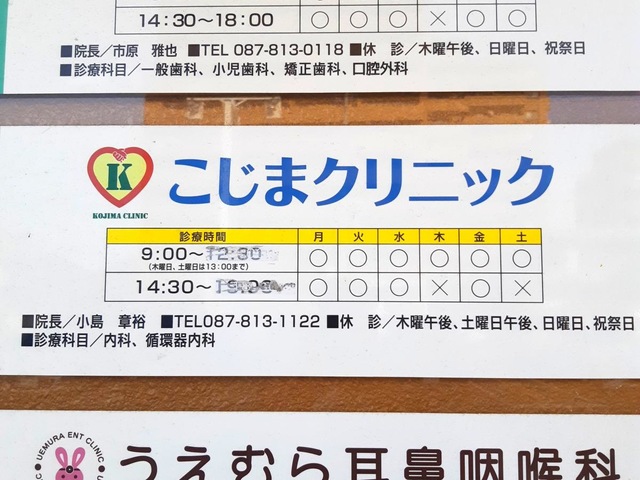 14:30～18:00 ○ ○ ○ × ○ ○
■院長／市原 雅也 ■TEL 087-813-0118 ■休 診／木曜午後、日曜日、祝祭日
■診療科目／一般歯科、小児歯科、矯正歯科、口腔外科
K こじまクリニック
KOJIMA CLINIC
診療時間 月 火 水 木 金 土
9:00～12:30 ○ ○ ○ ○ ○ ○
（木曜日、土曜日は13:00まで）
14:30～ ○ ○ ○ × ○ ×
■院長／小島 章裕 ■TEL087-813-1122 ■休 診／木曜午後、土曜日午後、日曜日、祝祭日
■診療科目／内科、循環器内科
UEMURA ENT CLINIC
うえむら耳鼻咽喉科